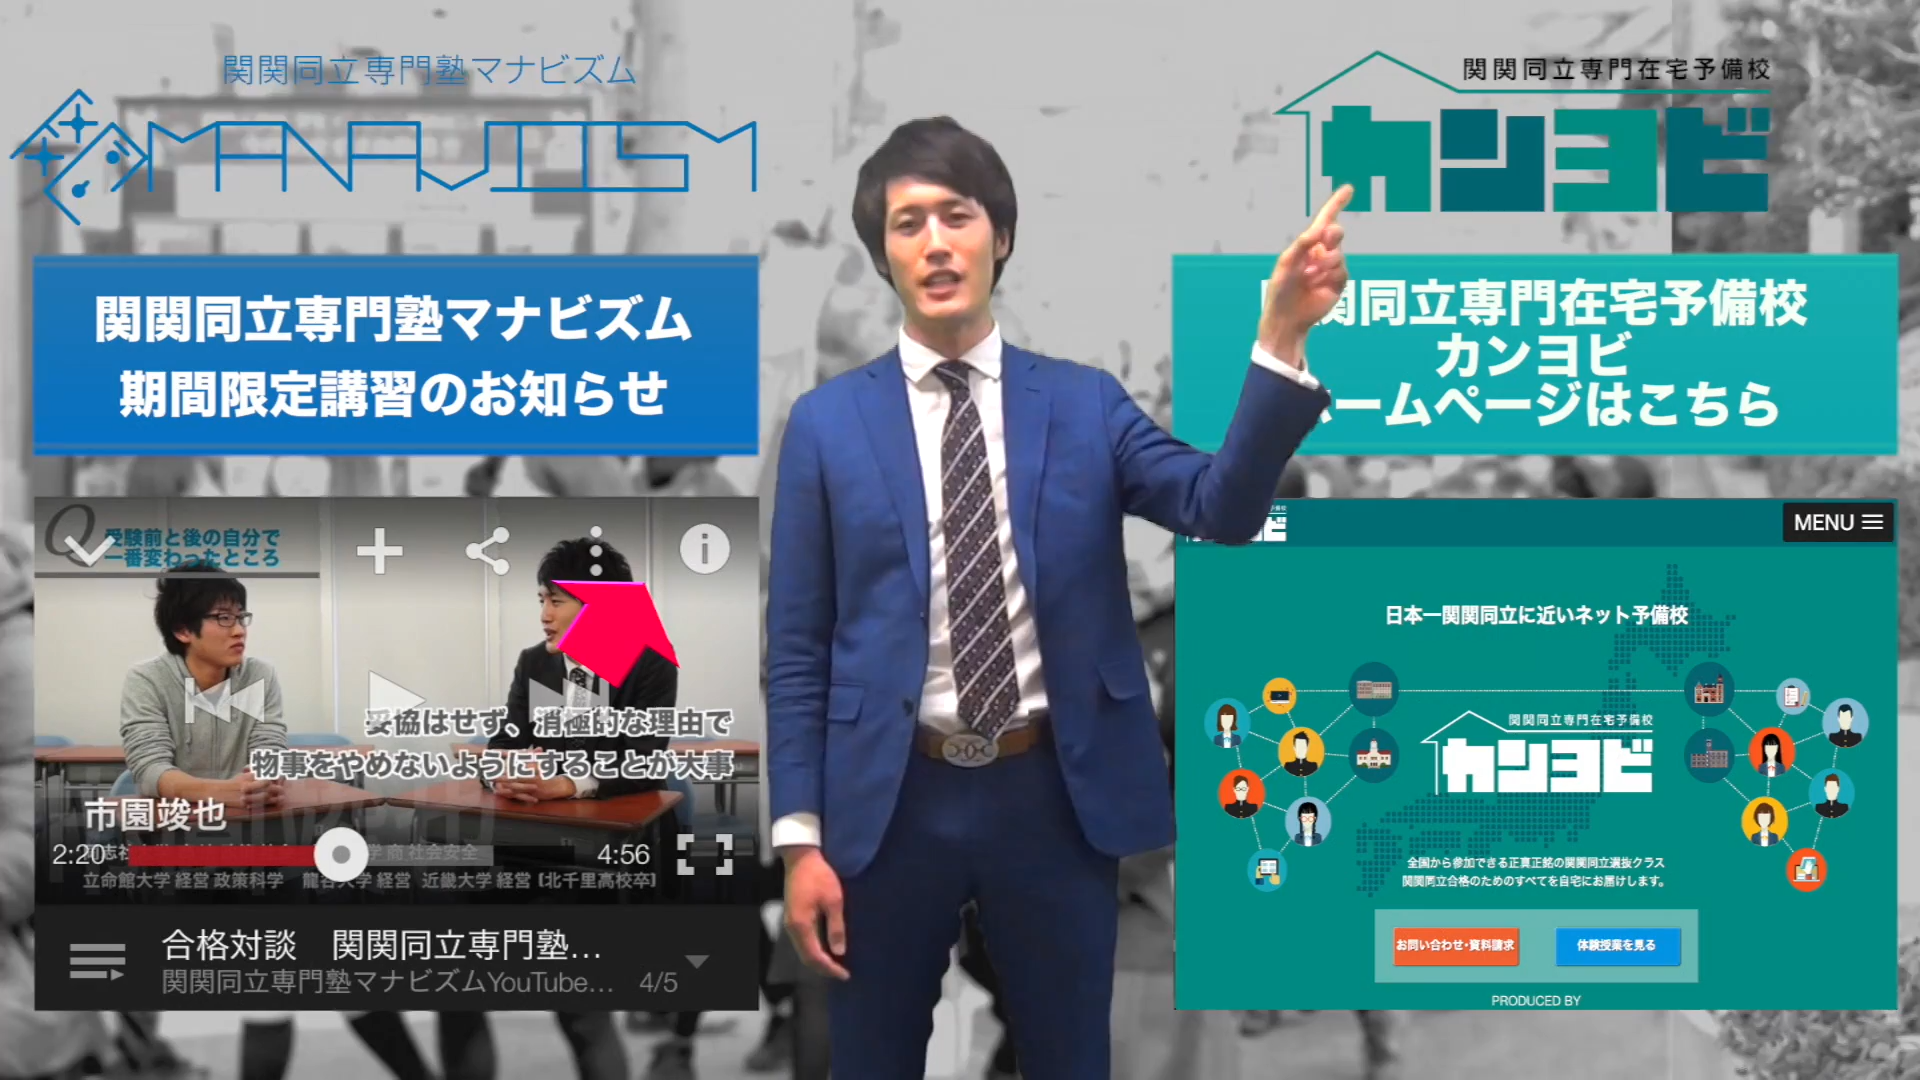 関関同立専門塾マナビズム
MANAVIISM
関関同立専門塾マナビズム
期間限定講習のお知らせ
Q
受験前と後の自分で
一番変わったところ
妥協はせず、消極的な理由で
物事をやめないようにすることが大事
市園竣也
2:20
学 商 社会安全
4:56
立命館大学 経営 政策科学 龍谷大学 経営 近畿大学 経営 [北千里高校卒]
合格対談 関関同立専門塾...
関関同立専門塾マナビズムYouTube...
4/5
関関同立専門在宅予備校
カンヨビ
関同立専門在宅予備校
カンヨビ
ームページはこちら
MENU
日本一関関同立に近いネット予備校
関関同立専門在宅予備校
カンヨビ
全国から参加できる正真正銘の関関同立選抜クラス
関関同立合格のためのすべてを自宅にお届けします。
お問い合わせ・資料請求
体験授業を見る
PRODUCED BY